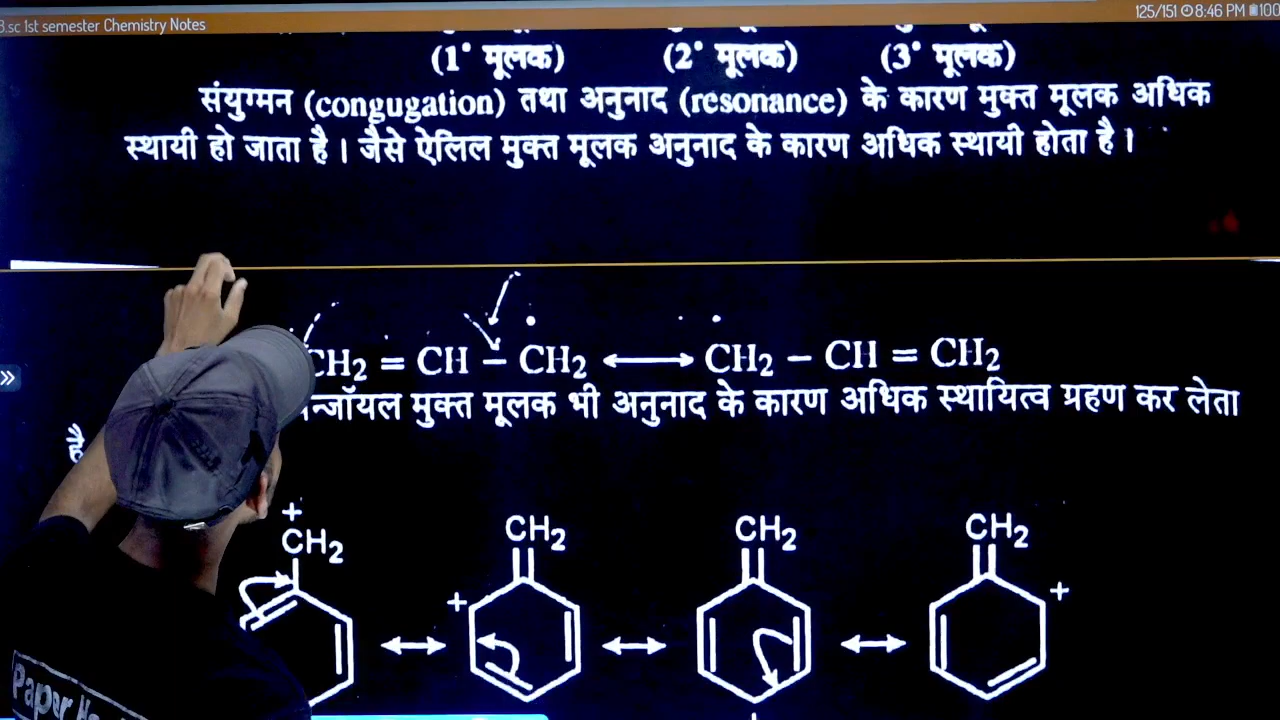 B.sc 1st semester Chemistry Notes
125/151 8:46 PM 100
(1° मूलक) (2° मूलक) (3° मूलक)
संयुग्मन (congugation) तथा अनुनाद (resonance) के कारण मुक्त मूलक अधिक
स्थायी हो जाता है। जैसे ऐलिल मुक्त मूलक अनुनाद के कारण अधिक स्थायी होता है।
CH₂ = CH – CH₂ ⟷ CH₂ – CH = CH₂
न्जॉयल मुक्त मूलक भी अनुनाद के कारण अधिक स्थायित्व ग्रहण कर लेता
है
+
CH₂ CH₂ CH₂ CH₂
+ +
Paper